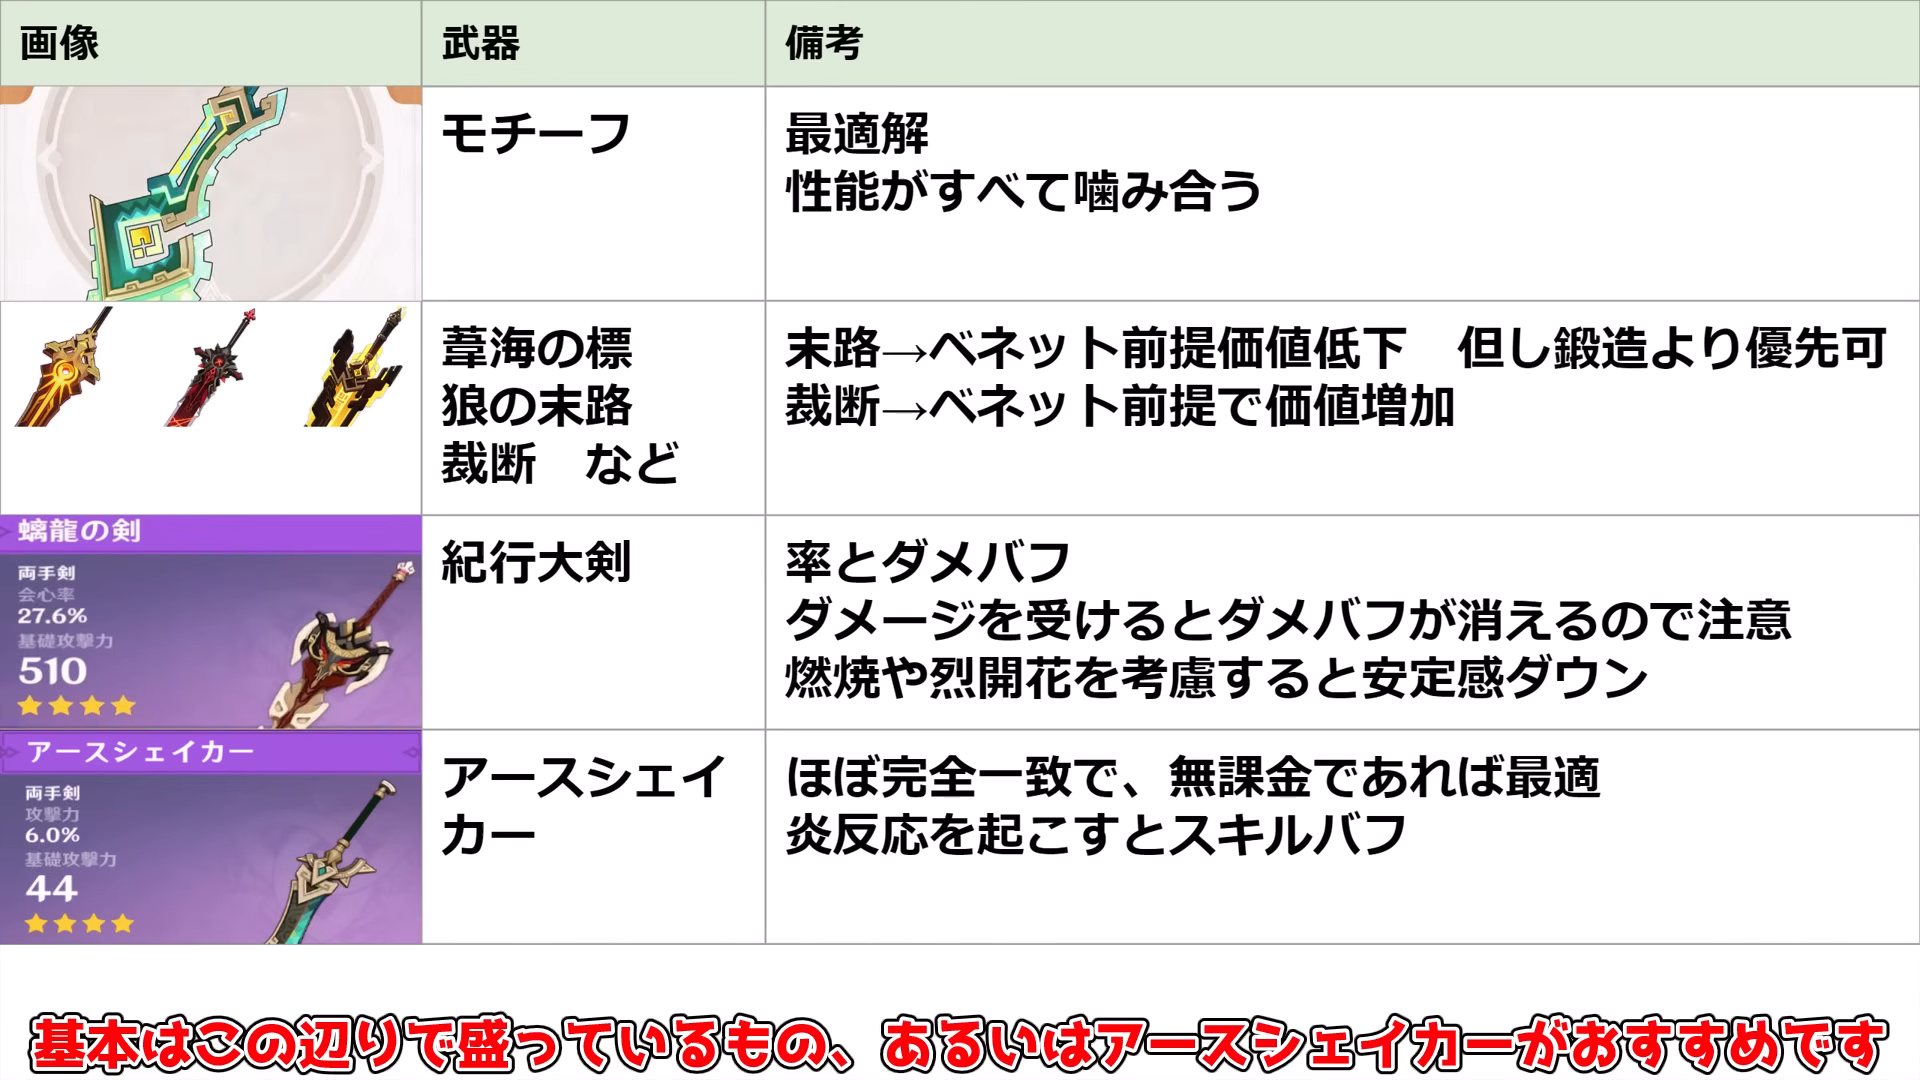 画像
武器
備考
モチーフ
最適解
性能がすべて噛み合う
葦海の標
狼の末路
裁断　など
末路→ベネット前提価値低下　但し鍛造より優先可
裁断→ベネット前提で価値増加
螭龍の剣
両手剣
会心率
27.6%
基礎攻撃力
510
紀行大剣
率とダメバフ
ダメージを受けるとダメバフが消えるので注意
燃焼や烈開花を考慮すると安定感ダウン
アースシェイカー
両手剣
攻撃力
6.0%
基礎攻撃力
44
アースシェイ
カー
ほぼ完全一致で、無課金であれば最適
炎反応を起こすとスキルバフ
基本はこの辺りで盛っているもの、あるいはアースシェイカーがおすすめです